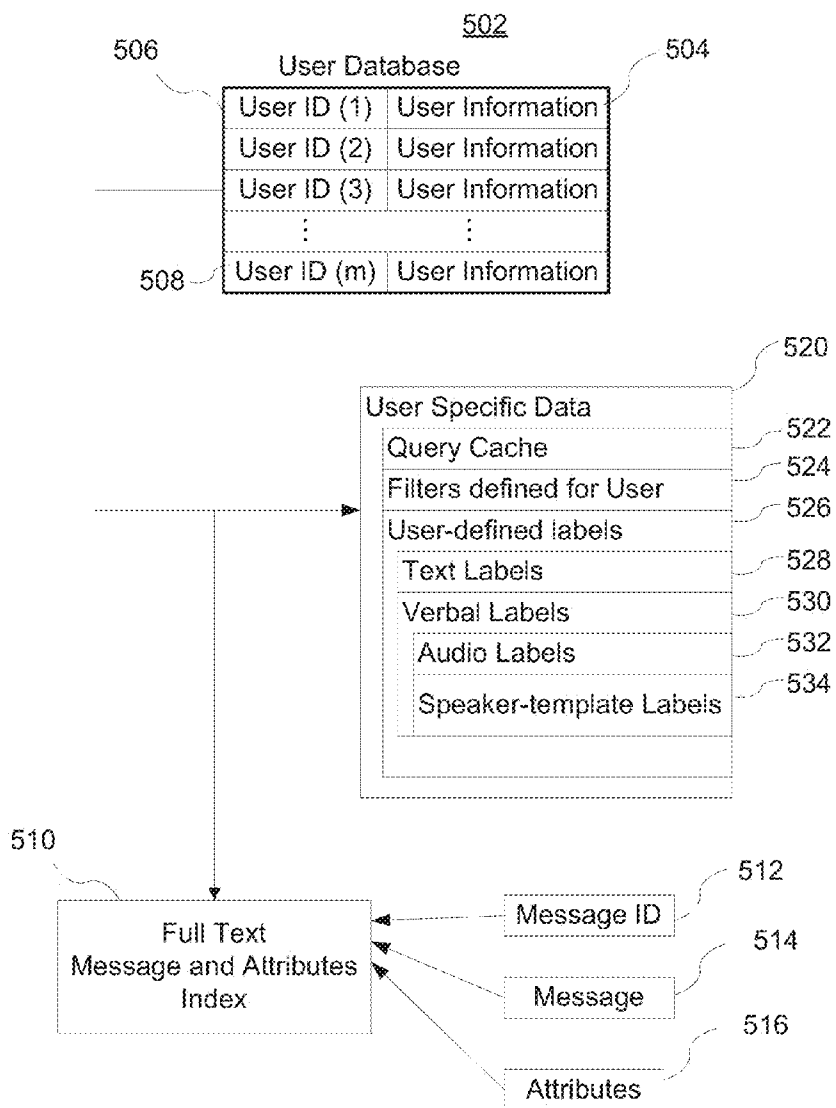 502
506
504
User Database
User ID (1) User Information
User ID (2) User Information
User ID (3) User Information
⋮ ⋮
508
User ID (m) User Information
520
User Specific Data
522
Query Cache
524
Filters defined for User
526
User-defined labels
528
Text Labels
530
Verbal Labels
532
Audio Labels
534
Speaker-template Labels
510
Full Text
Message and Attributes
Index
512
Message ID
514
Message
516
Attributes